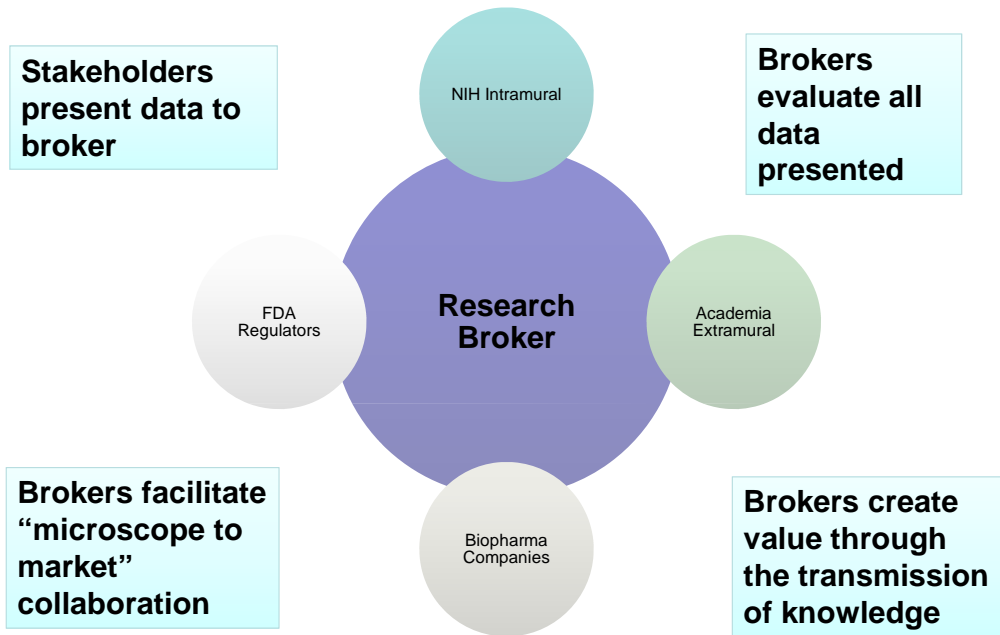 Stakeholders
present data to
broker
NIH Intramural
Brokers
evaluate all
data
presented
FDA
Regulators
Research
Broker
Academia
Extramural
Brokers facilitate
“microscope to
market”
collaboration
Biopharma
Companies
Brokers create
value through
the transmission
of knowledge